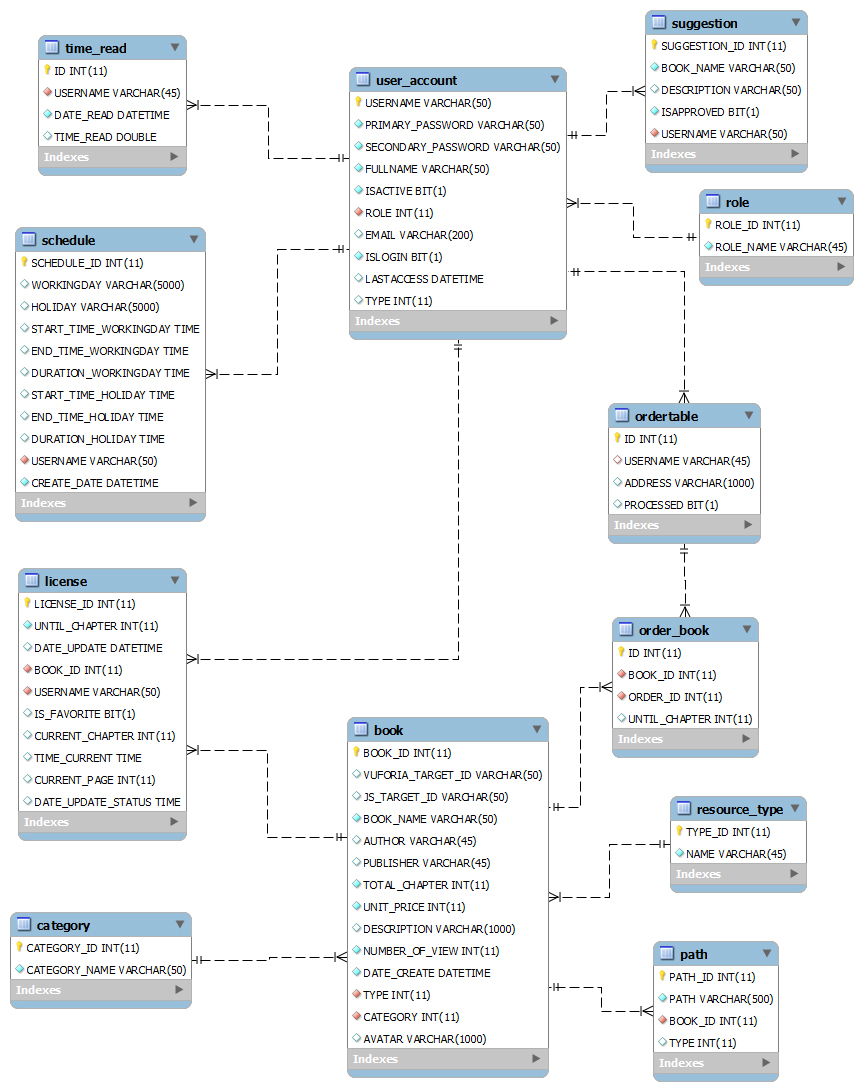 time_read
ID INT(11)
USERNAME VARCHAR(45)
DATE_READ DATETIME
TIME_READ DOUBLE
Indexes
user_account
USERNAME VARCHAR(50)
PRIMARY_PASSWORD VARCHAR(50)
SECONDARY_PASSWORD VARCHAR(50)
FULLNAME VARCHAR(50)
ISACTIVE BIT(1)
ROLE INT(11)
EMAIL VARCHAR(200)
ISLOGIN BIT(1)
LASTACCESS DATETIME
TYPE INT(11)
Indexes
suggestion
SUGGESTION_ID INT(11)
BOOK_NAME VARCHAR(50)
DESCRIPTION VARCHAR(50)
ISAPPROVED BIT(1)
USERNAME VARCHAR(50)
Indexes
role
ROLE_ID INT(11)
ROLE_NAME VARCHAR(45)
Indexes
schedule
SCHEDULE_ID INT(11)
WORKINGDAY VARCHAR(5000)
HOLIDAY VARCHAR(5000)
START_TIME_WORKINGDAY TIME
END_TIME_WORKINGDAY TIME
DURATION_WORKINGDAY TIME
START_TIME_HOLIDAY TIME
END_TIME_HOLIDAY TIME
DURATION_HOLIDAY TIME
USERNAME VARCHAR(50)
CREATE_DATE DATETIME
Indexes
ordertable
ID INT(11)
USERNAME VARCHAR(45)
ADDRESS VARCHAR(1000)
PROCESSED BIT(1)
Indexes
license
LICENSE_ID INT(11)
UNTIL_CHAPTER INT(11)
DATE_UPDATE DATETIME
BOOK_ID INT(11)
USERNAME VARCHAR(50)
IS_FAVORITE BIT(1)
CURRENT_CHAPTER INT(11)
TIME_CURRENT TIME
CURRENT_PAGE INT(11)
DATE_UPDATE_STATUS TIME
Indexes
order_book
ID INT(11)
BOOK_ID INT(11)
ORDER_ID INT(11)
UNTIL_CHAPTER INT(11)
Indexes
book
BOOK_ID INT(11)
VUFORIA_TARGET_ID VARCHAR(50)
JS_TARGET_ID VARCHAR(50)
BOOK_NAME VARCHAR(50)
AUTHOR VARCHAR(45)
PUBLISHER VARCHAR(45)
TOTAL_CHAPTER INT(11)
UNIT_PRICE INT(11)
DESCRIPTION VARCHAR(1000)
NUMBER_OF_VIEW INT(11)
DATE_CREATE DATETIME
TYPE INT(11)
CATEGORY INT(11)
AVATAR VARCHAR(1000)
Indexes
resource_type
TYPE_ID INT(11)
NAME VARCHAR(45)
Indexes
category
CATEGORY_ID INT(11)
CATEGORY_NAME VARCHAR(50)
Indexes
path
PATH_ID INT(11)
PATH VARCHAR(500)
BOOK_ID INT(11)
TYPE INT(11)
Indexes